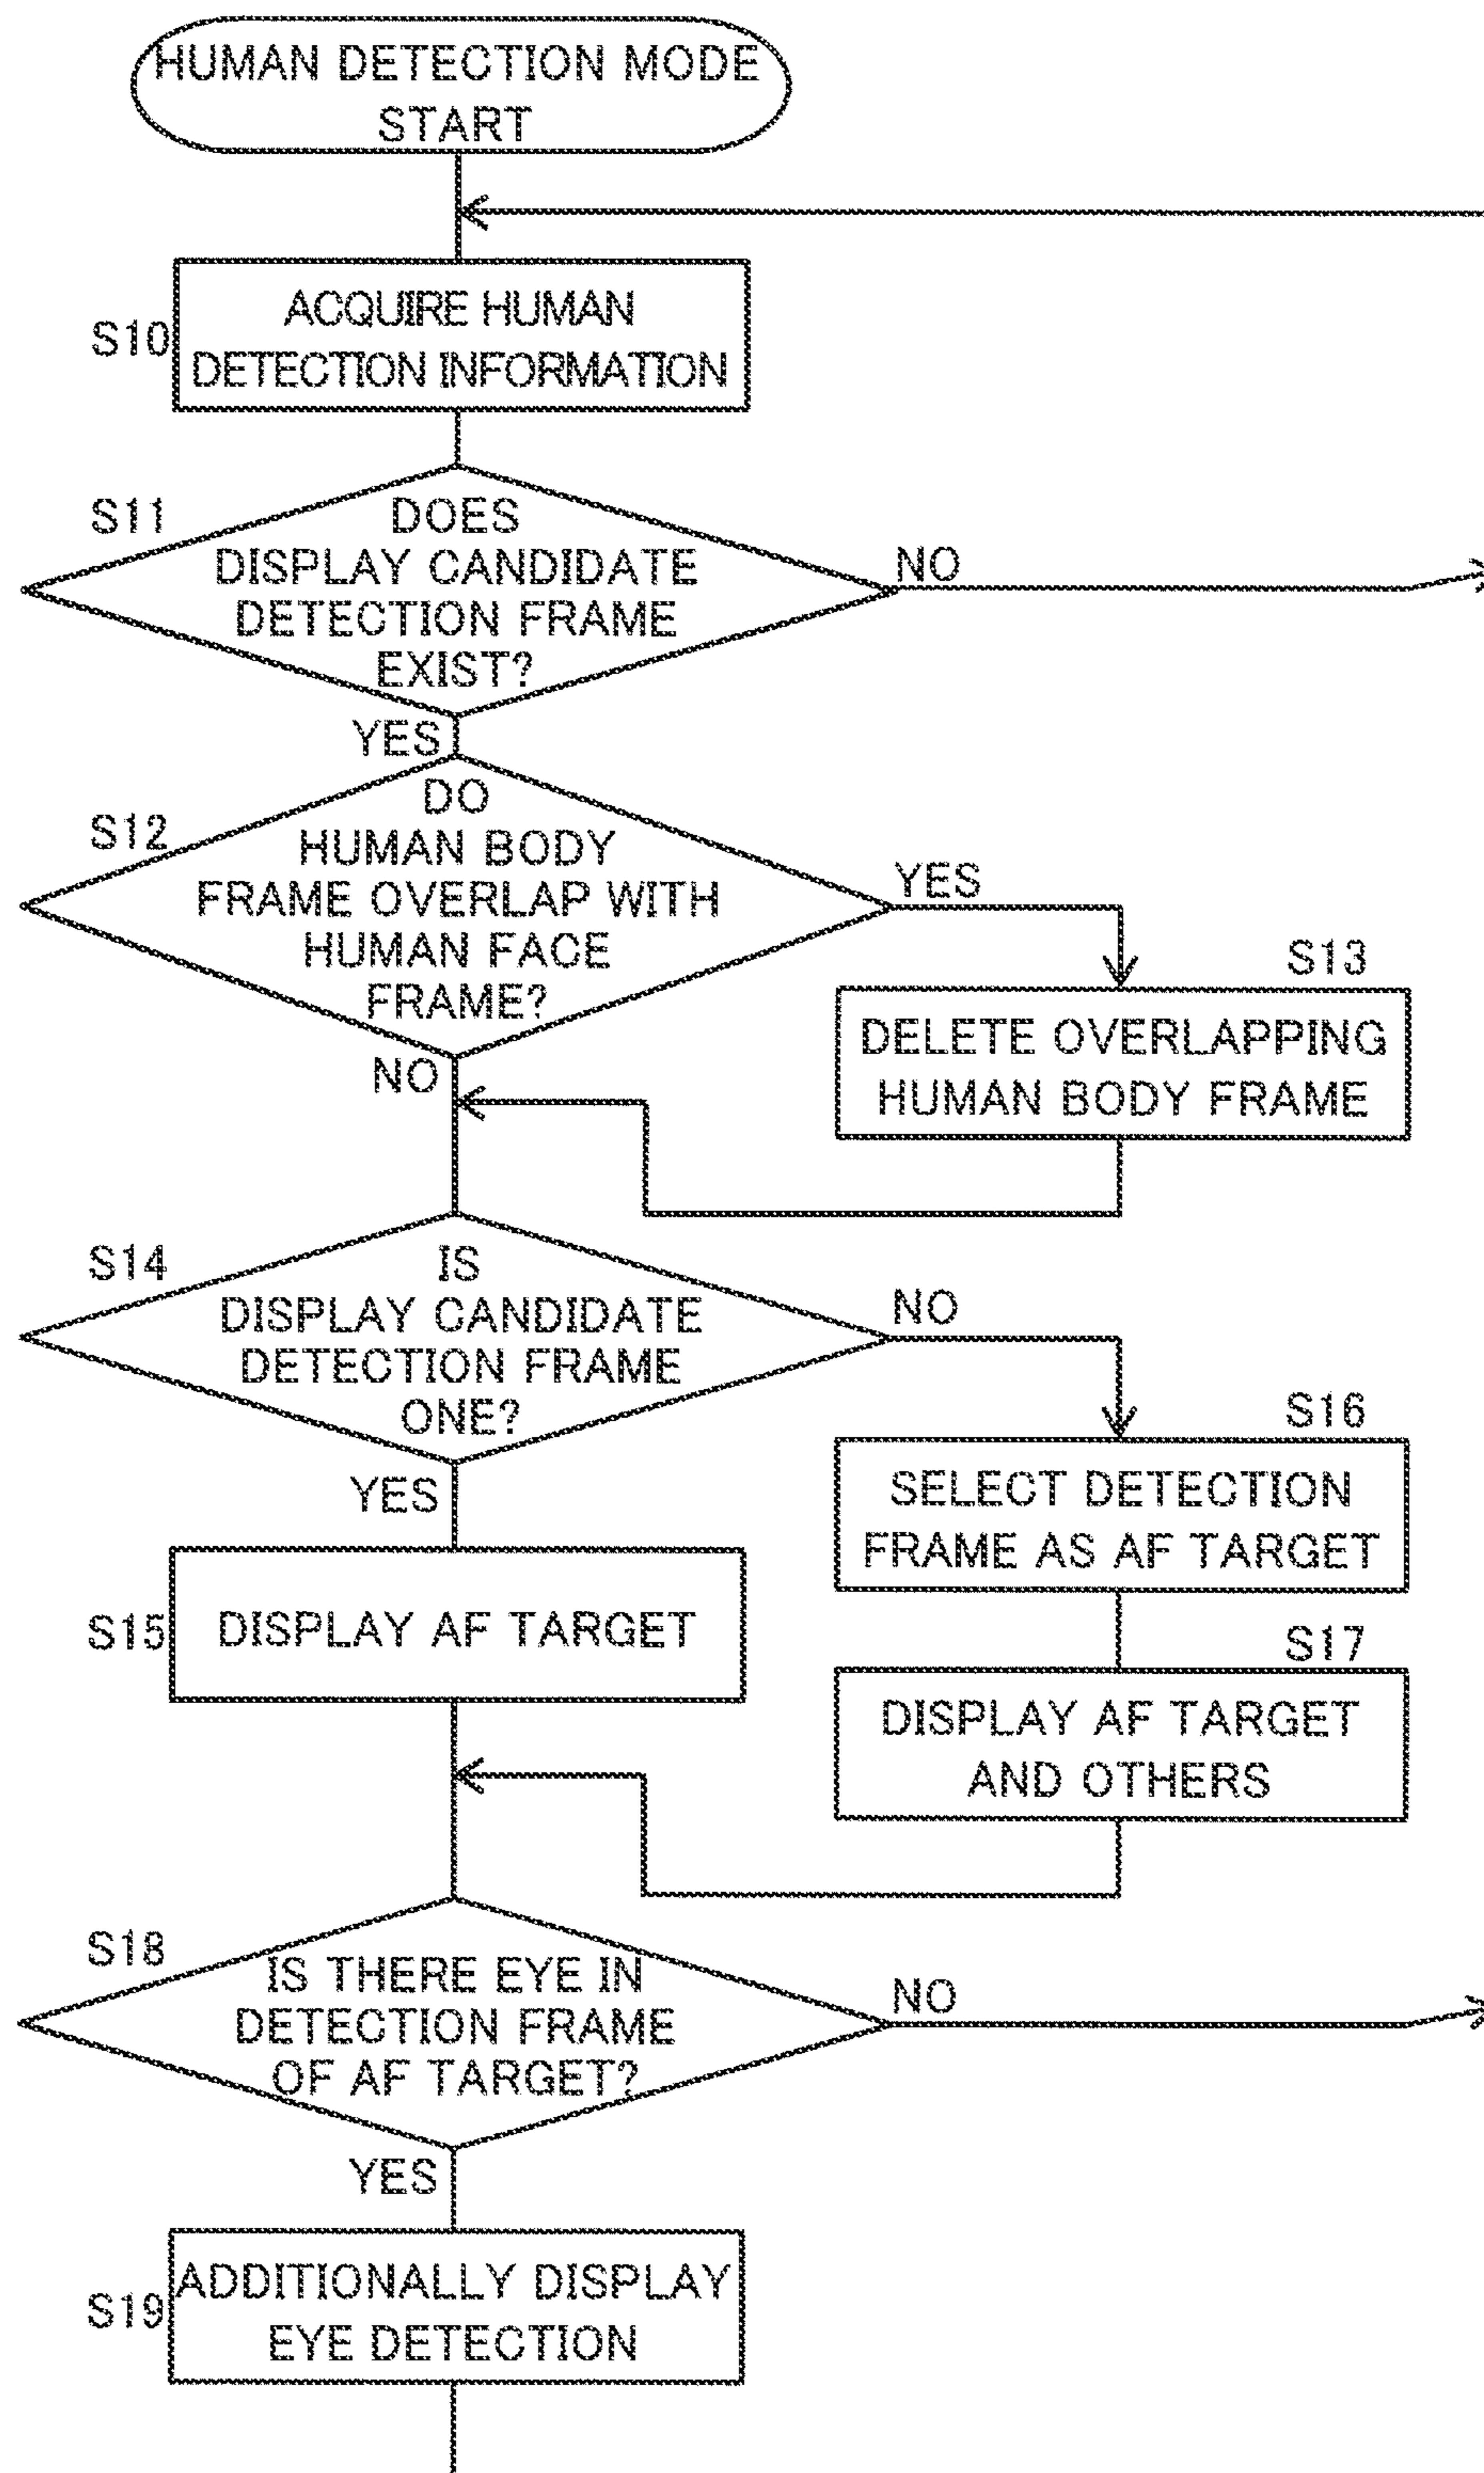 HUMAN DETECTION MODE
START
S10
ACQUIRE HUMAN
DETECTION INFORMATION
S11
DOES
DISPLAY CANDIDATE
DETECTION FRAME
EXIST?
NO
YES
S12
DO
HUMAN BODY
FRAME OVERLAP WITH
HUMAN FACE
FRAME?
YES
NO
S13
DELETE OVERLAPPING
HUMAN BODY FRAME
S14
IS
DISPLAY CANDIDATE
DETECTION FRAME
ONE?
NO
YES
S16
SELECT DETECTION
FRAME AS AF TARGET
S15
DISPLAY AF TARGET
S17
DISPLAY AF TARGET
AND OTHERS
S18
IS THERE EYE IN
DETECTION FRAME
OF AF TARGET?
NO
YES
S19
ADDITIONALLY DISPLAY
EYE DETECTION